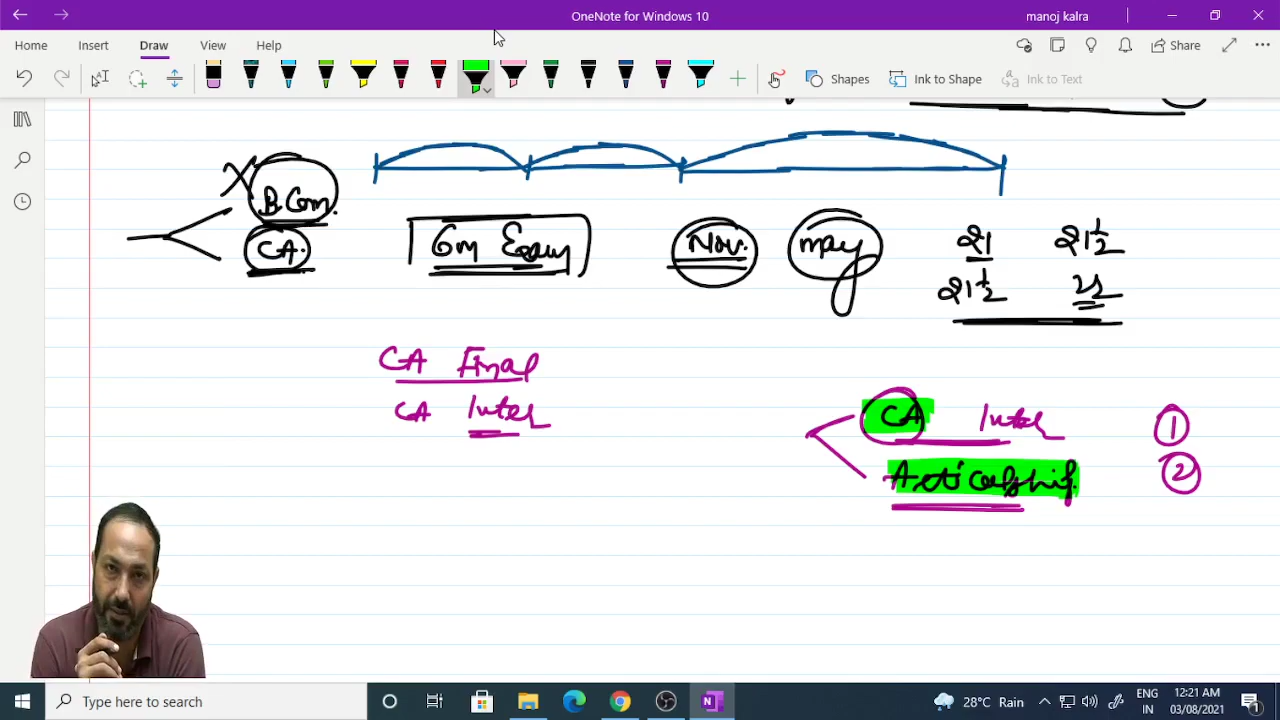 OneNote for Windows 10
manoj kalra
Home Insert Draw View Help
Share
Shapes
Ink to Shape
Ink to Text
B.Com.
CA.
6m Exam
Nov.
may
21 21½
21½ 22
CA Final
CA Inter
CA Inter 1
Articleship. 2
Type here to search
28°C Rain
ENG
IN
12:21 AM
03/08/2021
1